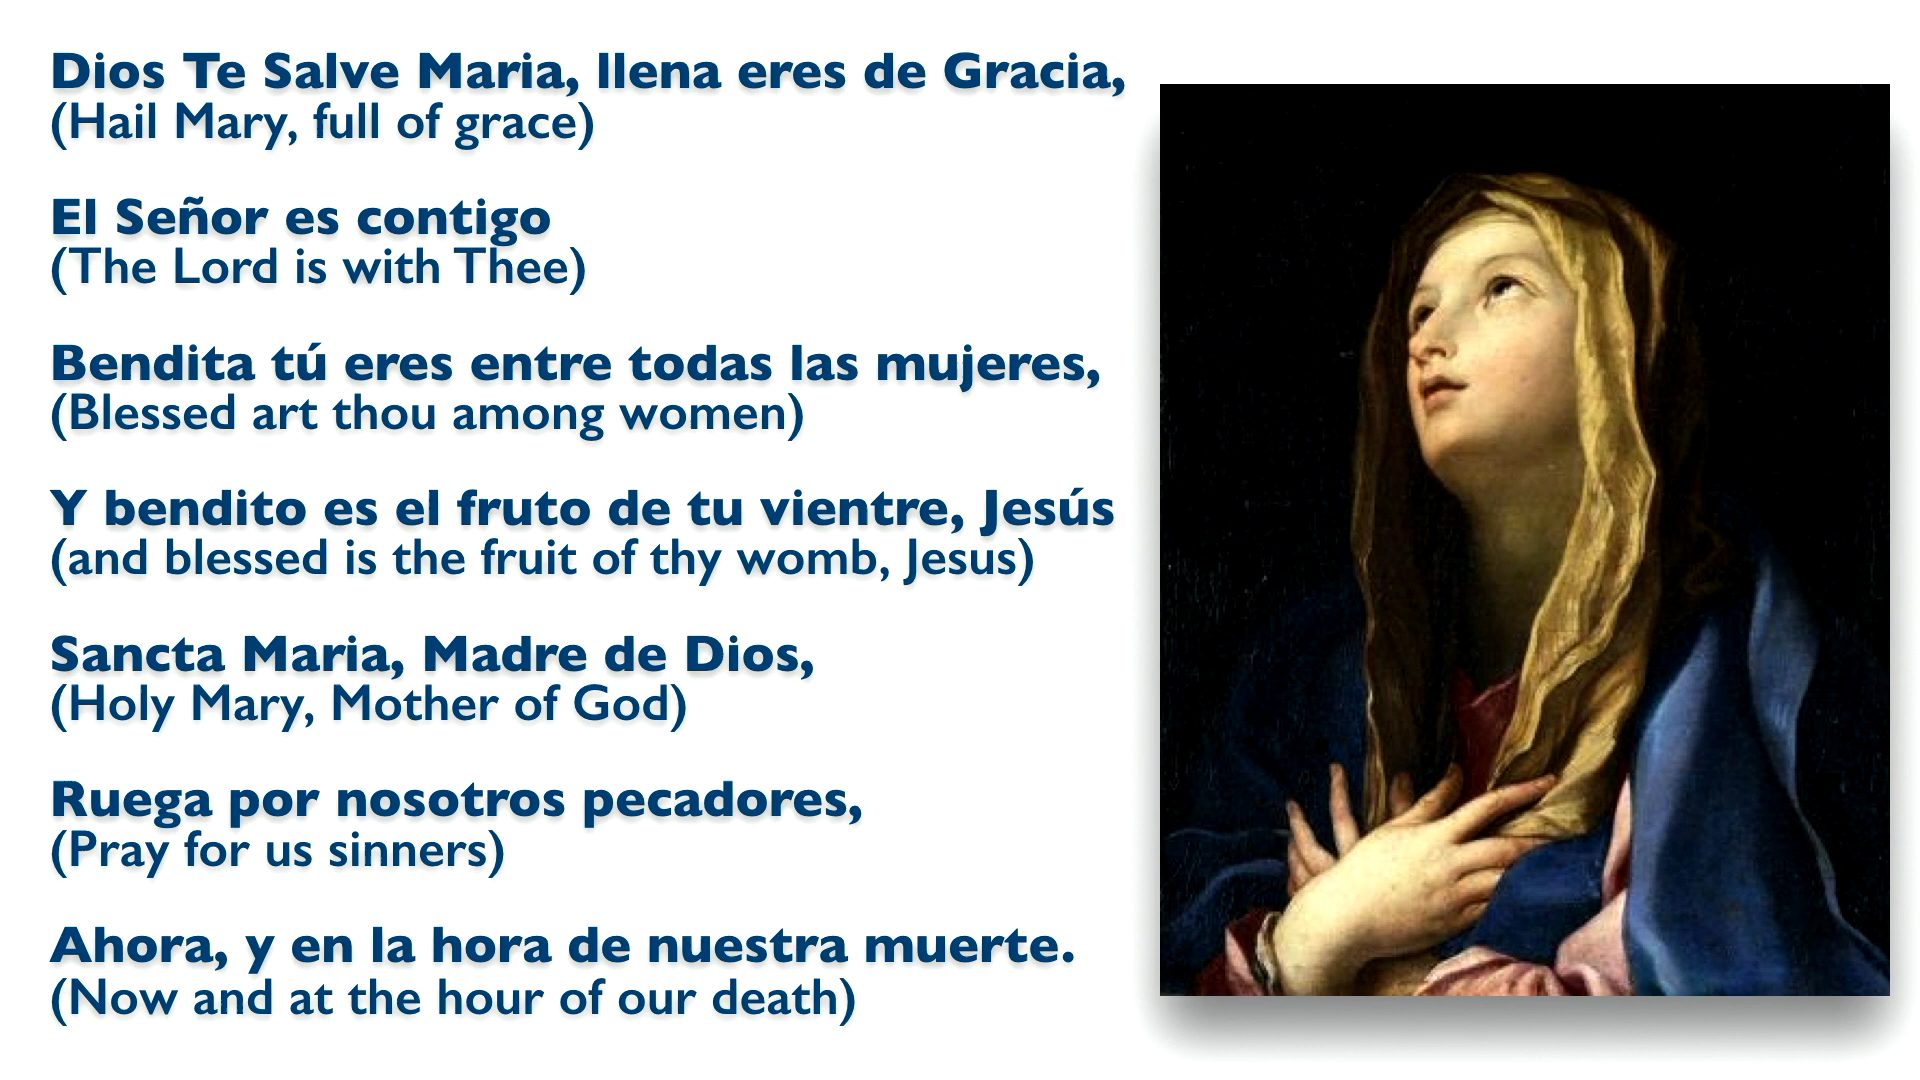 Dios Te Salve Maria, llena eres de Gracia,
(Hail Mary, full of grace)
El Señor es contigo
(The Lord is with Thee)
Bendita tú eres entre todas las mujeres,
(Blessed art thou among women)
Y bendito es el fruto de tu vientre, Jesús
(and blessed is the fruit of thy womb, Jesus)
Sancta Maria, Madre de Dios,
(Holy Mary, Mother of God)
Ruega por nosotros pecadores,
(Pray for us sinners)
Ahora, y en la hora de nuestra muerte.
(Now and at the hour of our death)